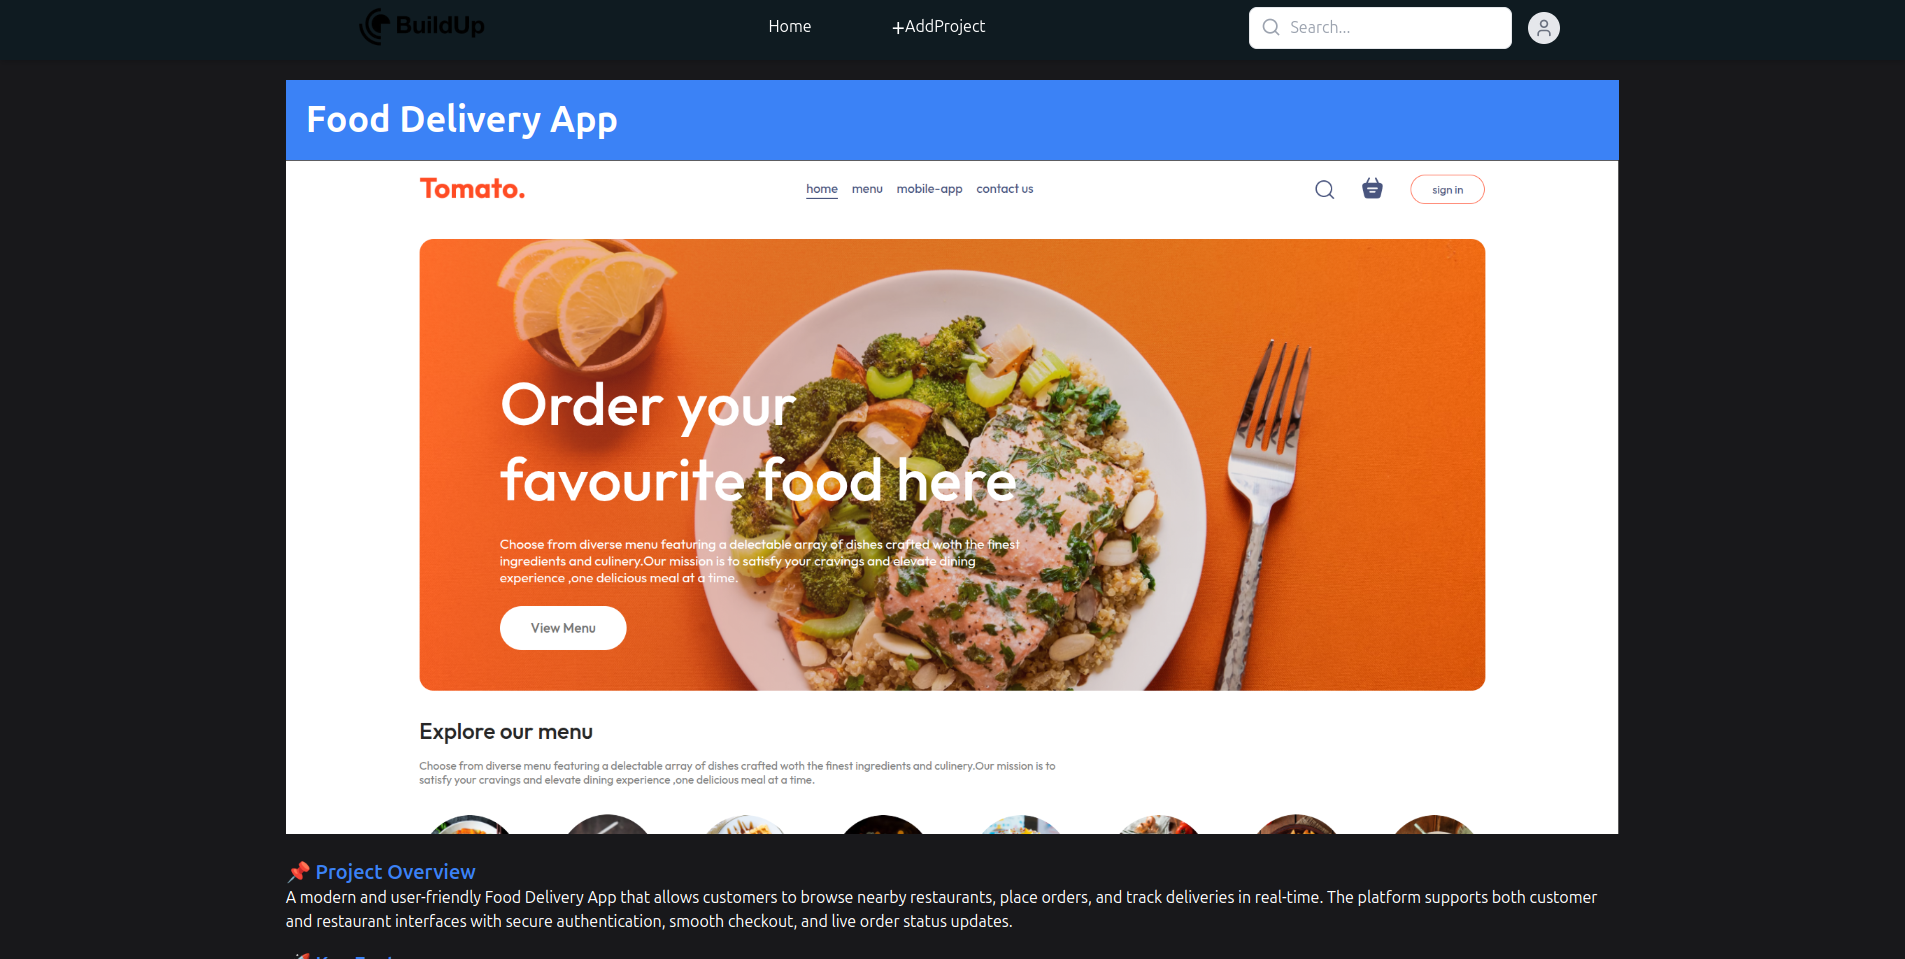 BuildUp
Home
+AddProject
Search...
Food Delivery App
Tomato.
home
menu
mobile-app
contact us
sign in
Order your
favourite food here
Choose from diverse menu featuring a delectable array of dishes crafted woth the finest
ingredients and culinery.Our mission is to satisfy your cravings and elevate dining
experience ,one delicious meal at a time.
View Menu
Explore our menu
Choose from diverse menu featuring a delectable array of dishes crafted woth the finest ingredients and culinery.Our mission is to
satisfy your cravings and elevate dining experience ,one delicious meal at a time.
📌 Project Overview
A modern and user-friendly Food Delivery App that allows customers to browse nearby restaurants, place orders, and track deliveries in real-time. The platform supports both customer
and restaurant interfaces with secure authentication, smooth checkout, and live order status updates.